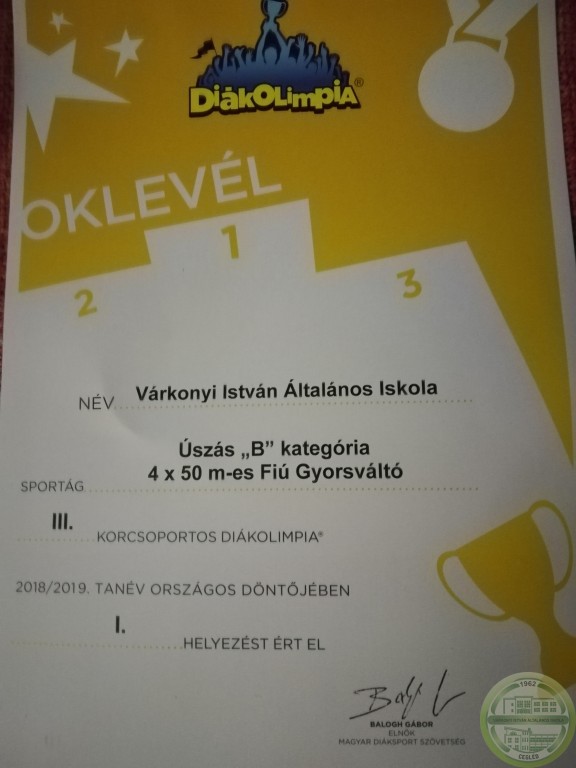 DiákOLimpiA®
OKLEVÉL
2
1
2
3
NÉV Várkonyi István Általános Iskola
Úszás „B” kategória
4 x 50 m-es Fiú Gyorsváltó
SPORTÁG
III. KORCSOPORTOS DIÁKOLIMPIA®
2018/2019. TANÉV ORSZÁGOS DÖNTŐJÉBEN
I. HELYEZÉST ÉRT EL
BALOGH GÁBOR
ELNÖK
MAGYAR DIÁKSPORT SZÖVETSÉG
1962
CEGLÉD